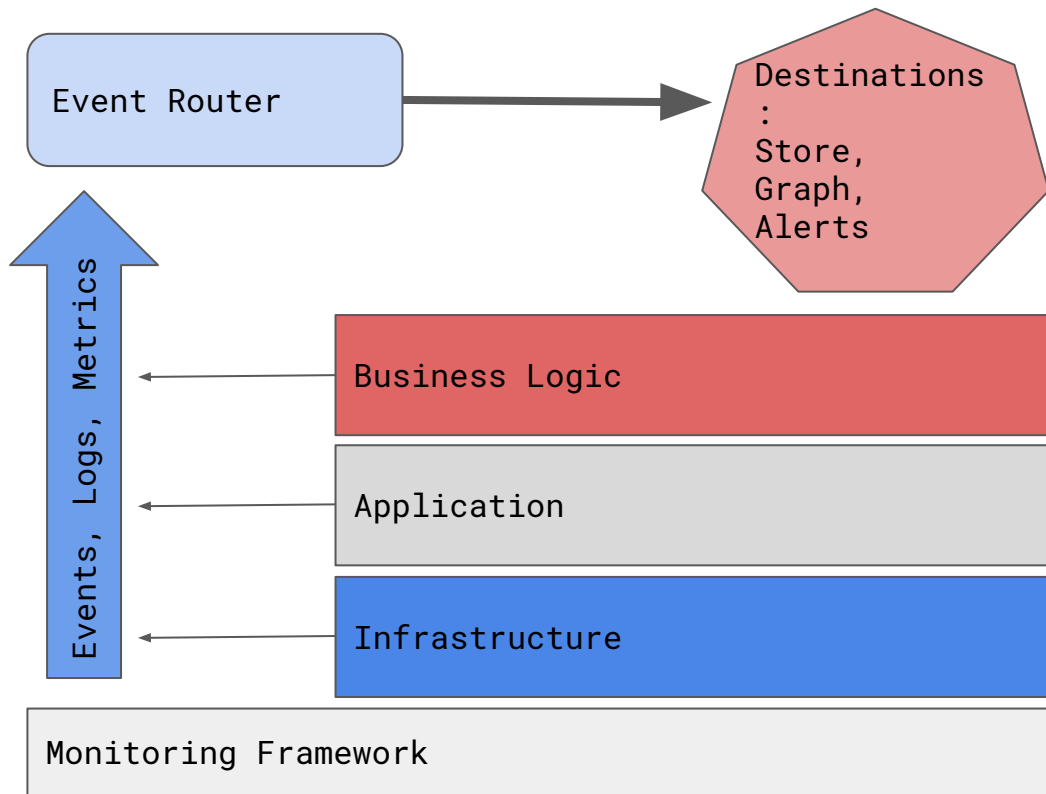 Event Router
Destinations
:
Store,
Graph,
Alerts
Events, Logs, Metrics
Business Logic
Application
Infrastructure
Monitoring Framework